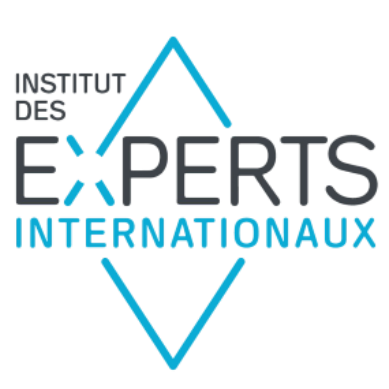 INSTITUT
DES
EXPERTS
INTERNATIONAUX